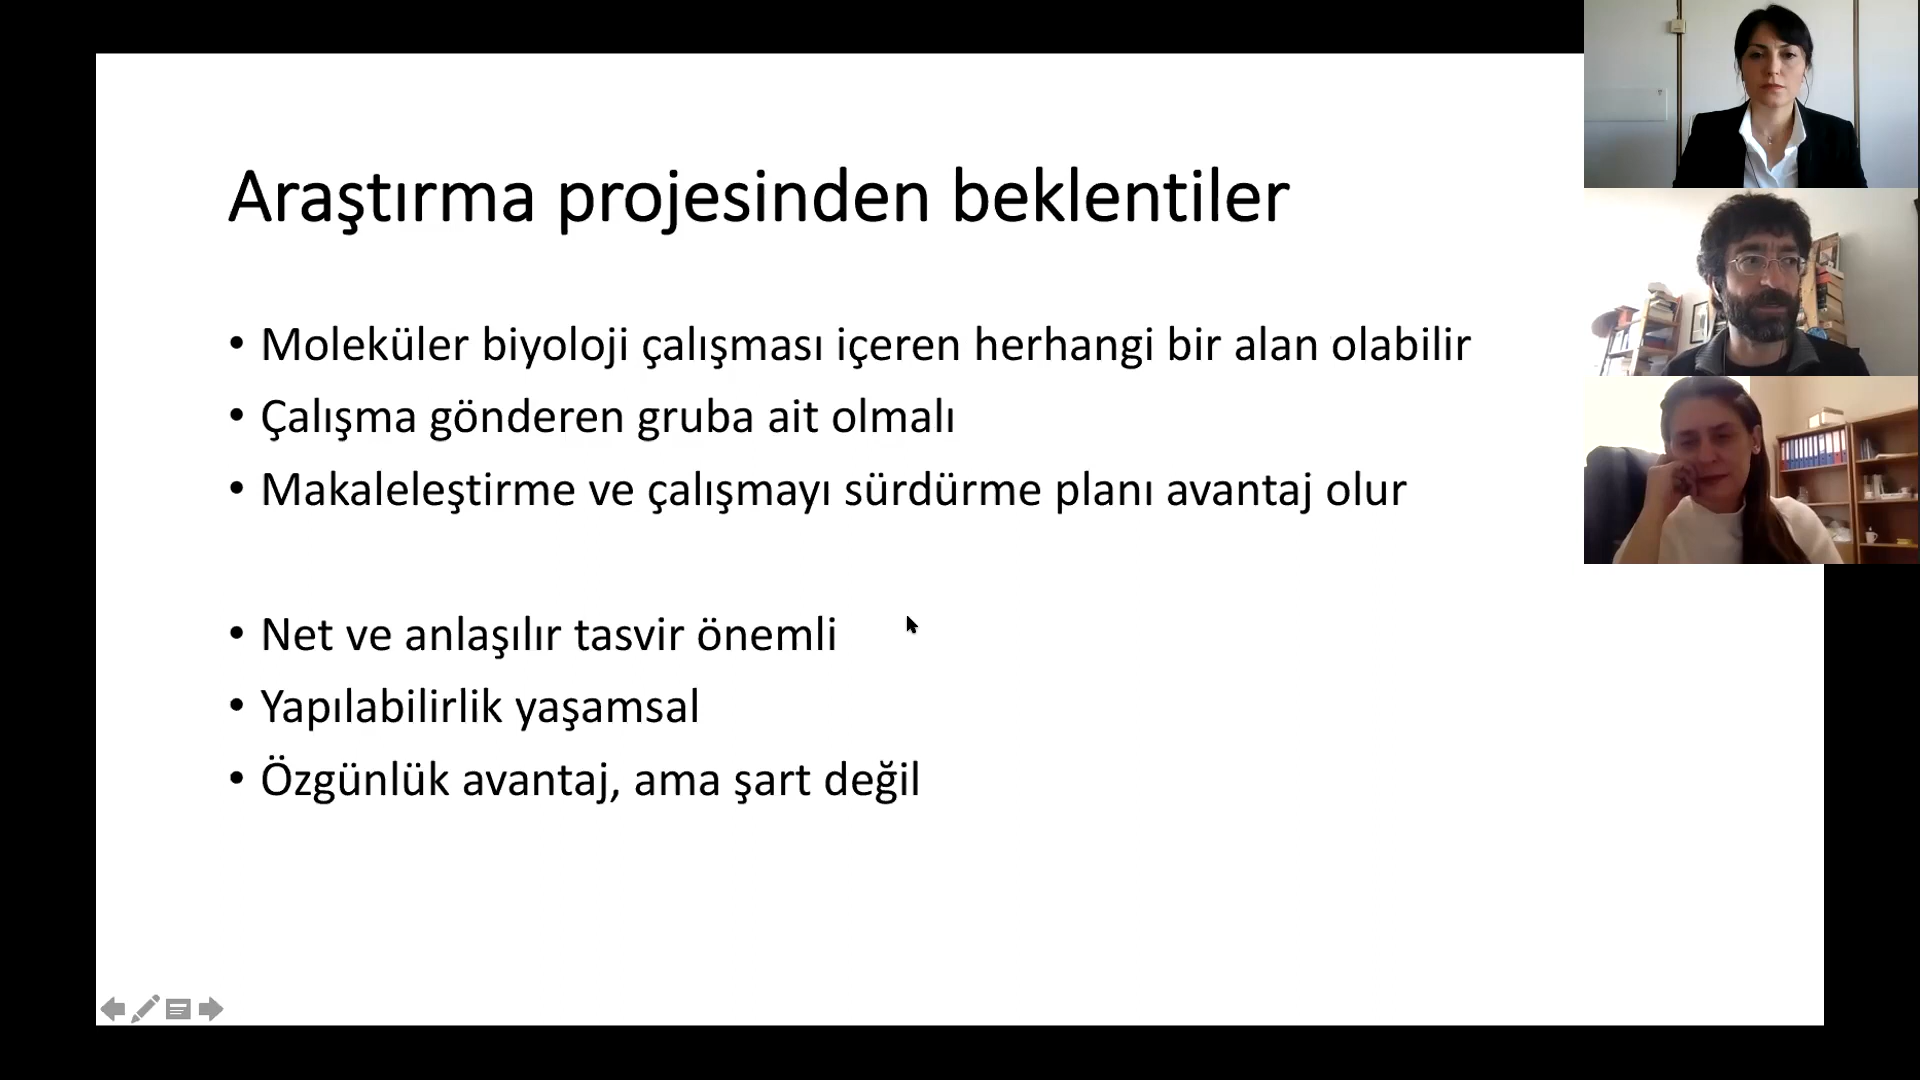 Araştırma projesinden beklentiler
• Moleküler biyoloji çalışması içeren herhangi bir alan olabilir
• Çalışma gönderen gruba ait olmalı
• Makaleleştirme ve çalışmayı sürdürme planı avantaj olur
• Net ve anlaşılır tasvir önemli
• Yapılabilirlik yaşamsal
• Özgünlük avantaj, ama şart değil